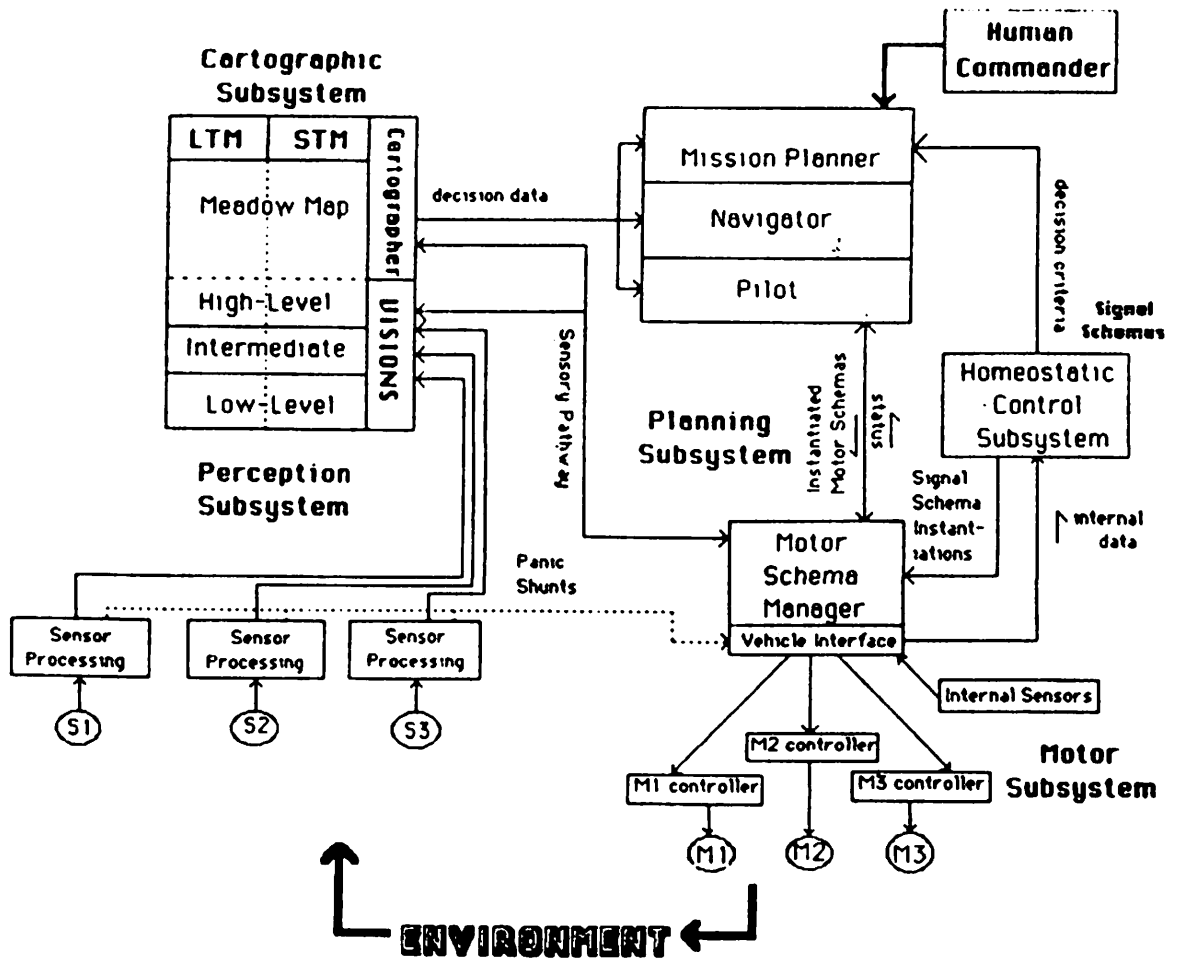 Human
Commander
Cartographic
Subsystem
LTM
STM
Cartographer
Meadow Map
decision data
Mission Planner
Navigator
Pilot
decision criteria
Signal
Schemas
High-Level
Intermediate
Low-Level
VISIONS
Sensory Pathway
Homeostatic
Control
Subsystem
Planning
Subsystem
Instantiated
Motor Schemas
status
Perception
Subsystem
Signal
Schema
Instant-
iations
internal
data
Motor
Schema
Manager
Vehicle Interface
Panic
Shunts
Sensor
Processing
Sensor
Processing
Sensor
Processing
S1
S2
S3
Internal Sensors
M2 controller
M1 controller
M3 controller
Motor
Subsystem
M1
M2
M3
ENVIRONMENT